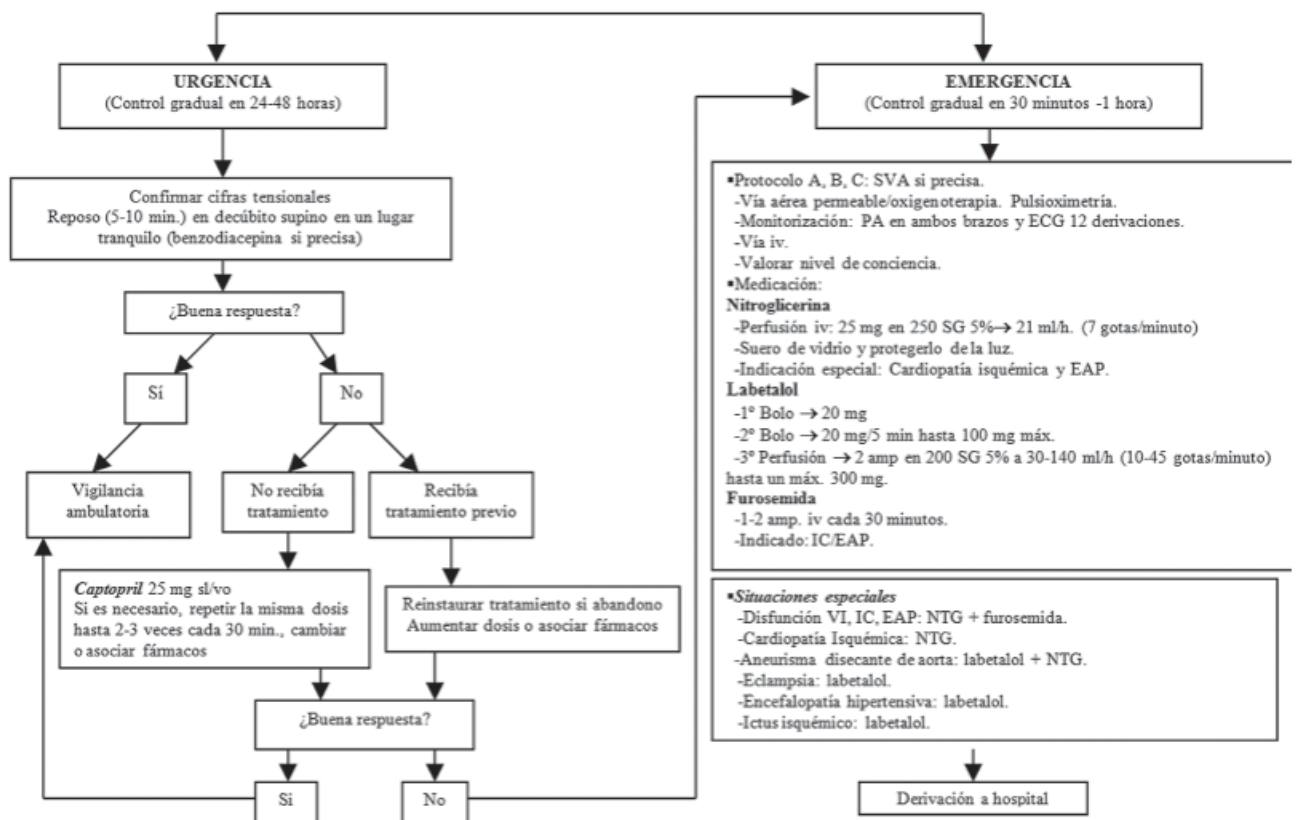 URGENCIA
(Control gradual en 24-48 horas)
Confirmar cifras tensionales
Reposo (5-10 min.) en decúbito supino en un lugar
tranquilo (benzodiacepina si precisa)
¿Buena respuesta?
Sí
No
Vigilancia
ambulatoria
No recibía
tratamiento
Recibía
tratamiento previo
Captopril 25 mg sl/vo
Si es necesario, repetir la misma dosis
hasta 2-3 veces cada 30 min., cambiar
o asociar fármacos
Reinstaurar tratamiento si abandono
Aumentar dosis o asociar fármacos
¿Buena respuesta?
Si
No
EMERGENCIA
(Control gradual en 30 minutos -1 hora)
▪Protocolo A, B, C: SVA si precisa.
-Vía aérea permeable/oxigenoterapia. Pulsioximetría.
-Monitorización: PA en ambos brazos y ECG 12 derivaciones.
-Vía iv.
-Valorar nivel de conciencia.
▪Medicación:
Nitroglicerina
-Perfusión iv: 25 mg en 250 SG 5%→ 21 ml/h. (7 gotas/minuto)
-Suero de vidrio y protegerlo de la luz.
-Indicación especial: Cardiopatía isquémica y EAP.
Labetalol
-1º Bolo → 20 mg
-2º Bolo → 20 mg/5 min hasta 100 mg máx.
-3º Perfusión → 2 amp en 200 SG 5% a 30-140 ml/h (10-45 gotas/minuto)
hasta un máx. 300 mg.
Furosemida
-1-2 amp. iv cada 30 minutos.
-Indicado: IC/EAP.
▪Situaciones especiales
-Disfunción VI, IC, EAP: NTG + furosemida.
-Cardiopatía Isquémica: NTG.
-Aneurisma disecante de aorta: labetalol + NTG.
-Eclampsia: labetalol.
-Encefalopatía hipertensiva: labetalol.
-Ictus isquémico: labetalol.
Derivación a hospital